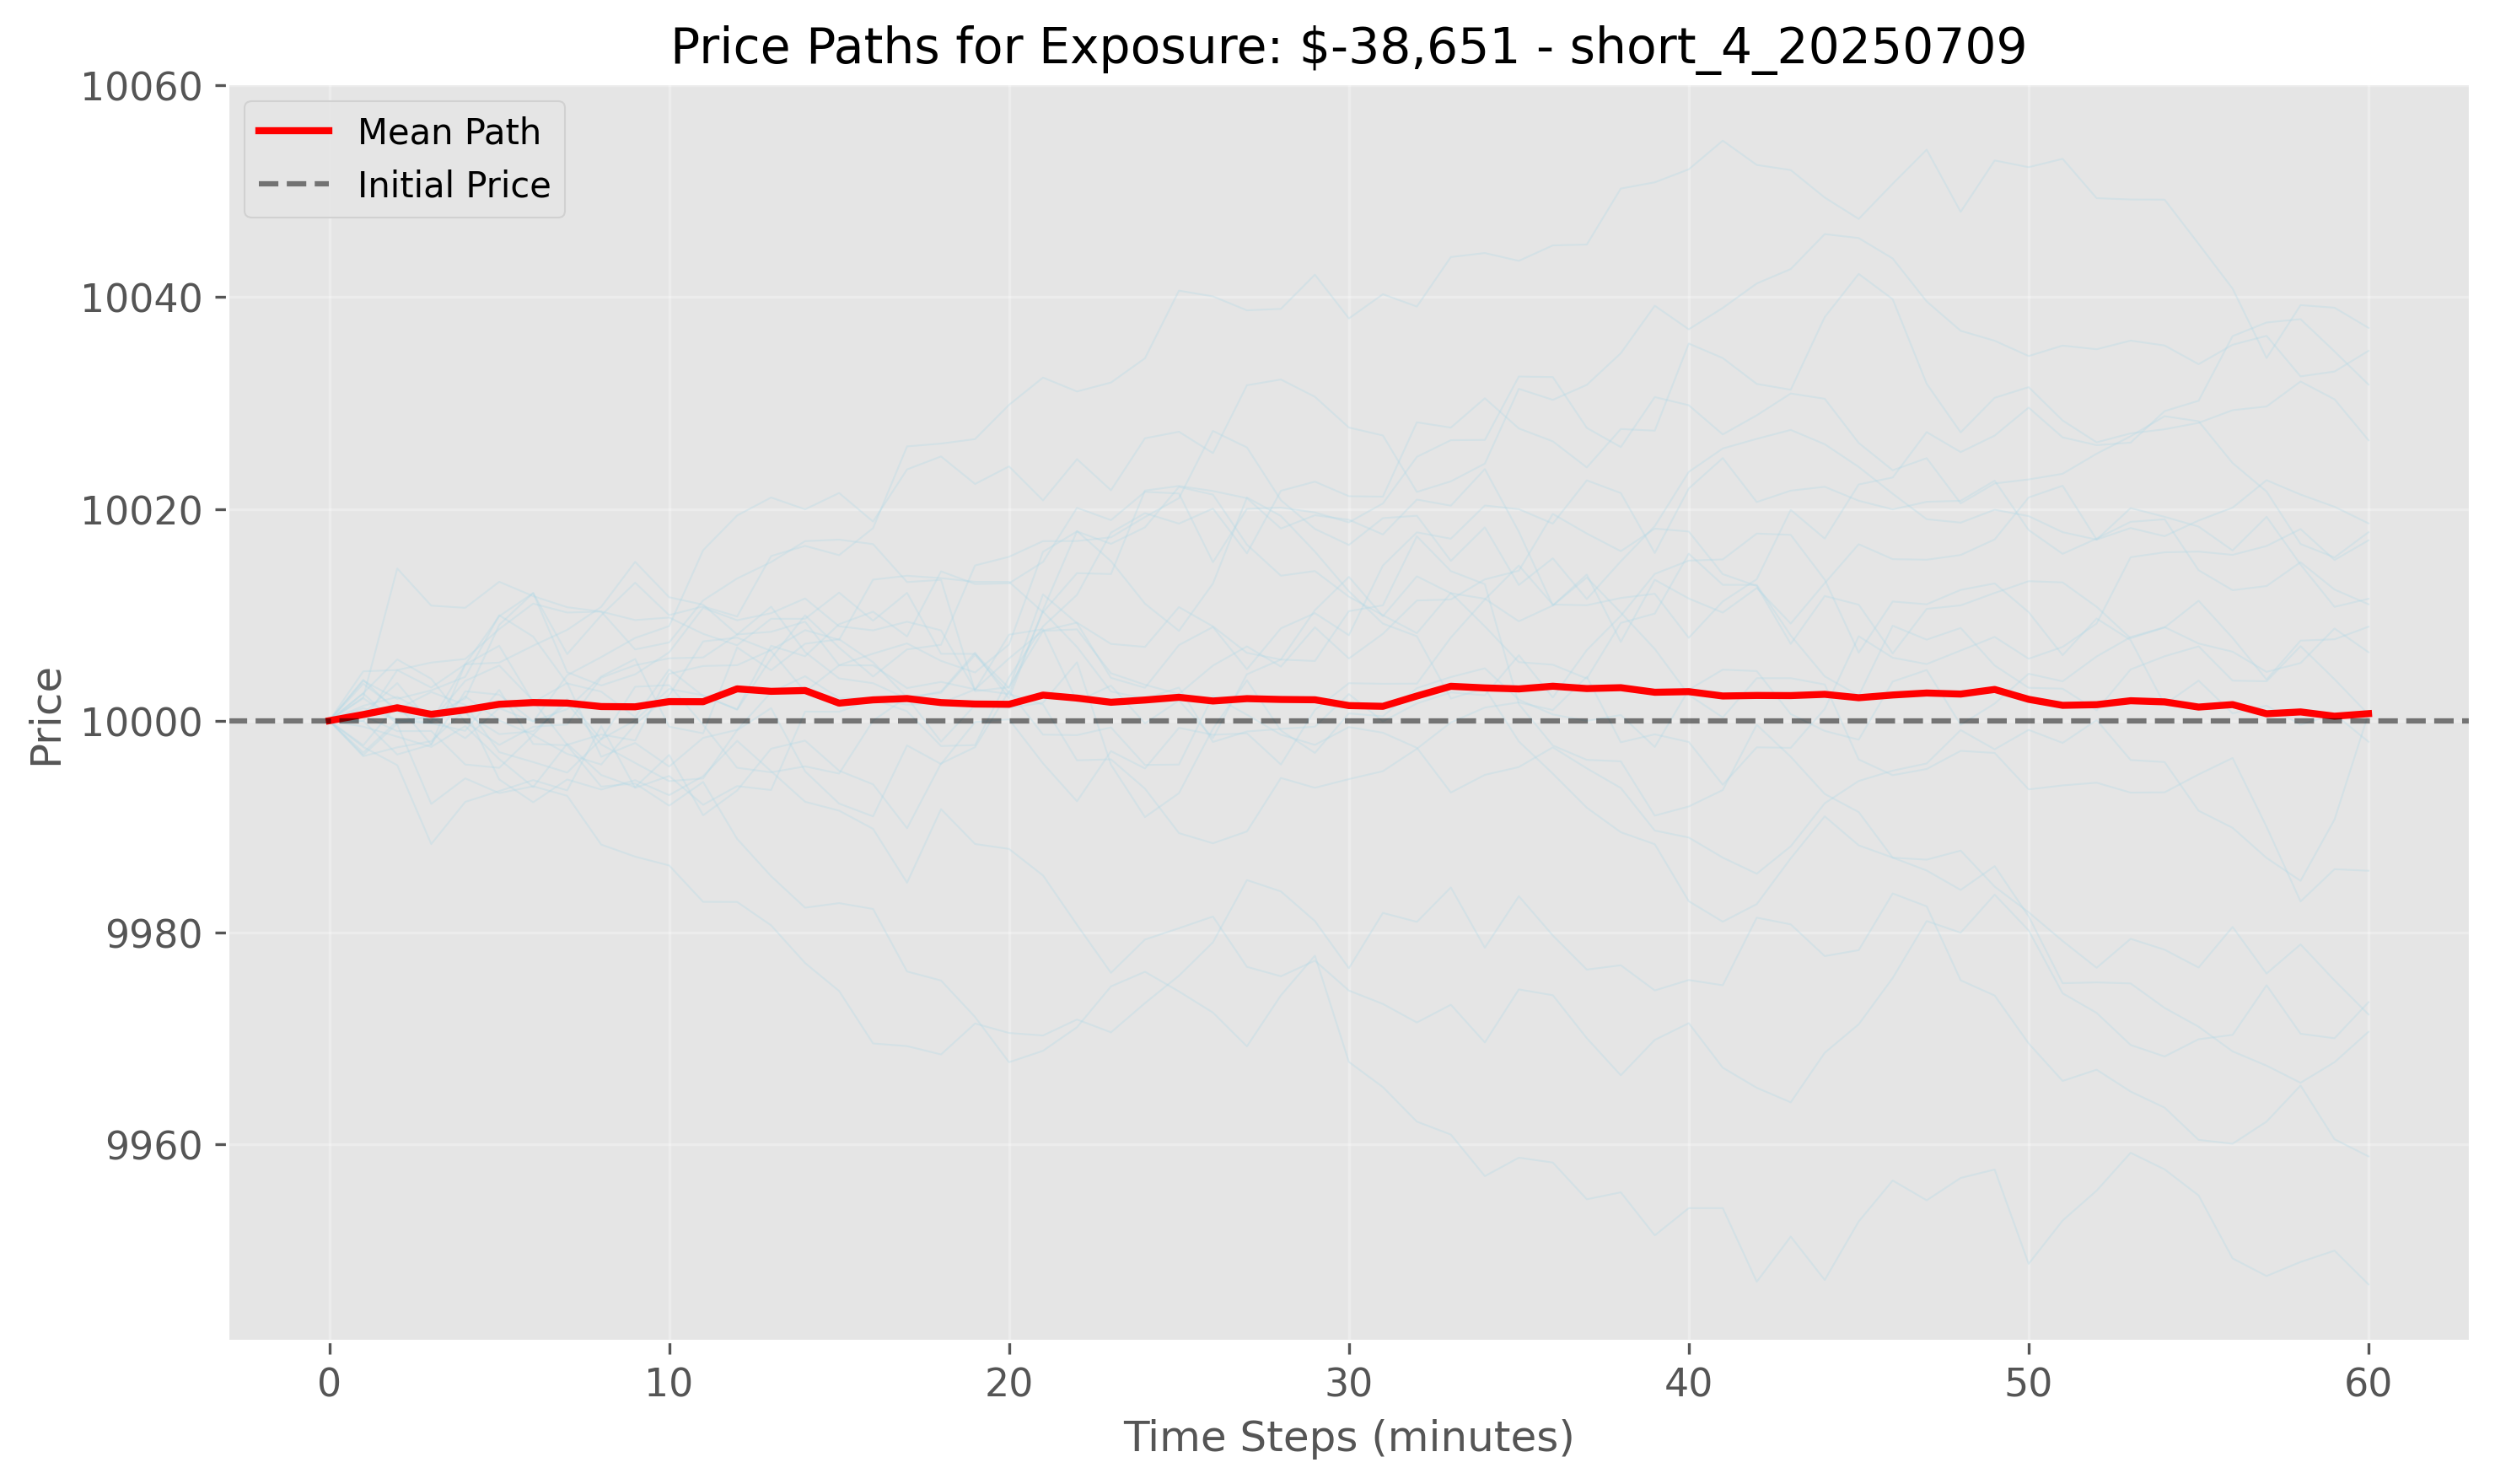 Price Paths for Exposure: $-38,651 - short_4_20250709
Mean Path
Initial Price
Price
10060
10040
10020
10000
9980
9960
0 10 20 30 40 50 60
Time Steps (minutes)